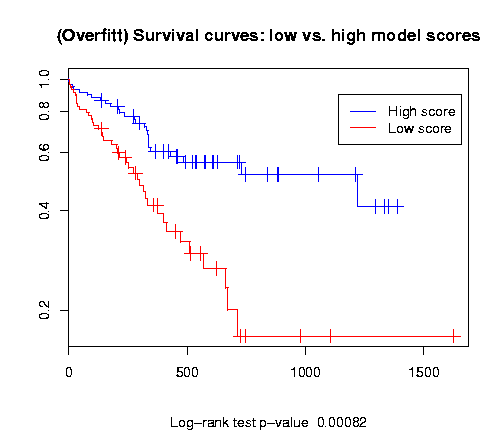 (Overfitt) Survival curves: low vs. high model scores
High score
Low score
1.0
0.8
0.6
0.4
0.2
0 500 1000 1500
Log-rank test p-value 0.00082